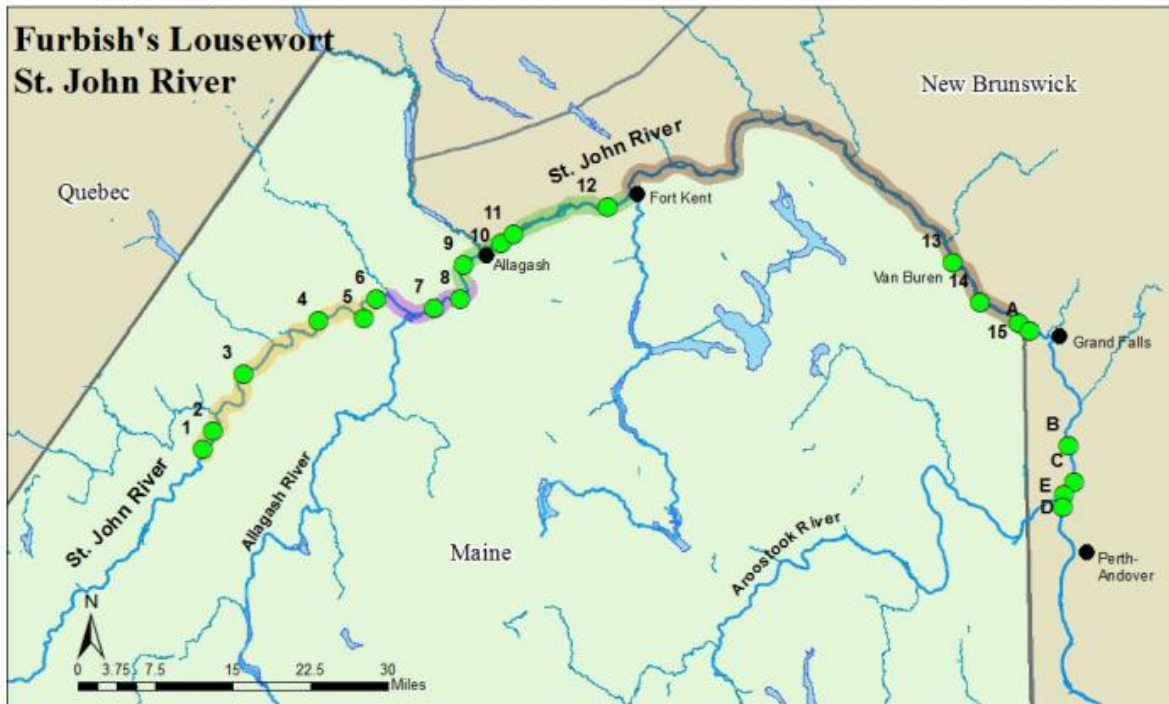 Furbish's Lousewort
St. John River
New Brunswick
Quebec
St. John River
12
Fort Kent
11
10
9
Allagash
13
Van Buren
14
8
7
6
5
4
A
15
Grand Falls
3
2
1
B
C
E
D
St. John River
Allagash River
Maine
Aroostook River
Perth-
Andover
N
0 3.75 7.5 15 22.5 30
Miles